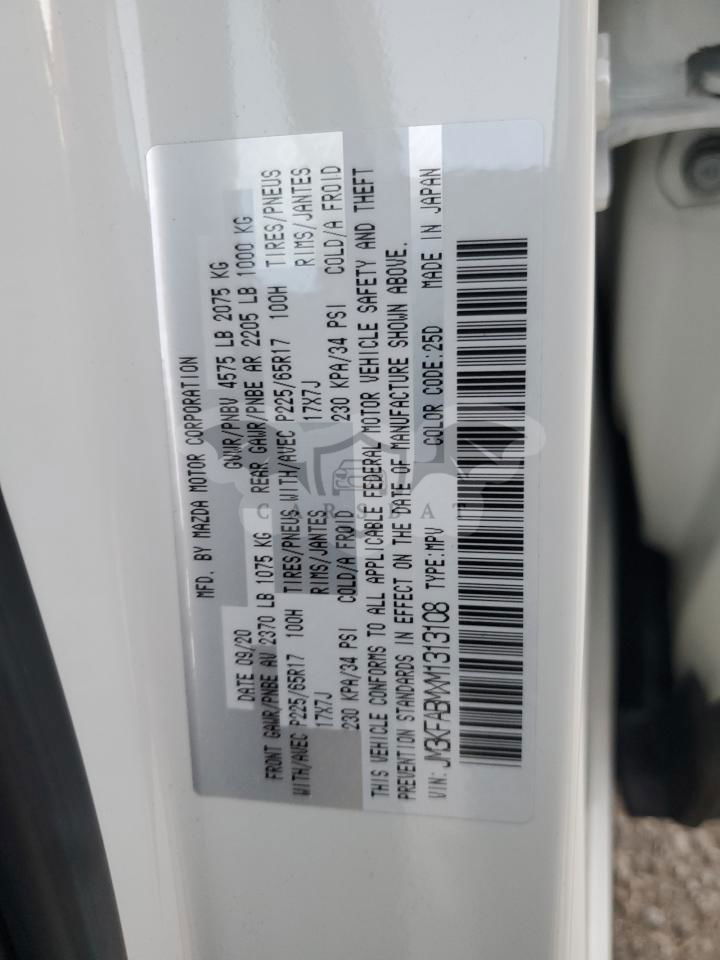 MFD. BY MAZDA MOTOR CORPORATION
DATE 09/20 GVWR/PNBV 4575 LB 2075 KG
FRONT GAWR/PNBE AV 2370 LB 1075 KG REAR GAWR/PNBE AR 2205 LB 1000 KG
WITH/AVEC P225/65R17 100H TIRES/PNEUS WITH/AVEC P225/65R17 100H TIRES/PNEUS
17X7J RIMS/JANTES 17X7J RIMS/JANTES
230 KPA/34 PSI COLD/A FROID 230 KPA/34 PSI COLD/A FROID
THIS VEHICLE CONFORMS TO ALL APPLICABLE FEDERAL MOTOR VEHICLE SAFETY AND THEFT
PREVENTION STANDARDS IN EFFECT ON THE DATE OF MANUFACTURE SHOWN ABOVE.
VIN: JM3KFABMXM1313108 TYPE:MPV COLOR CODE:25D MADE IN JAPAN
CARSBAT